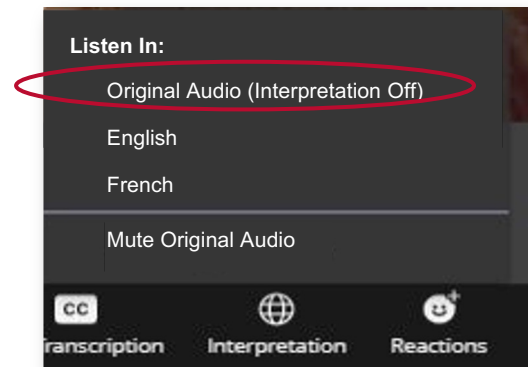 Listen In:
Original Audio (Interpretation Off)
English
French
Mute Original Audio
CC
ranscription Interpretation Reactions